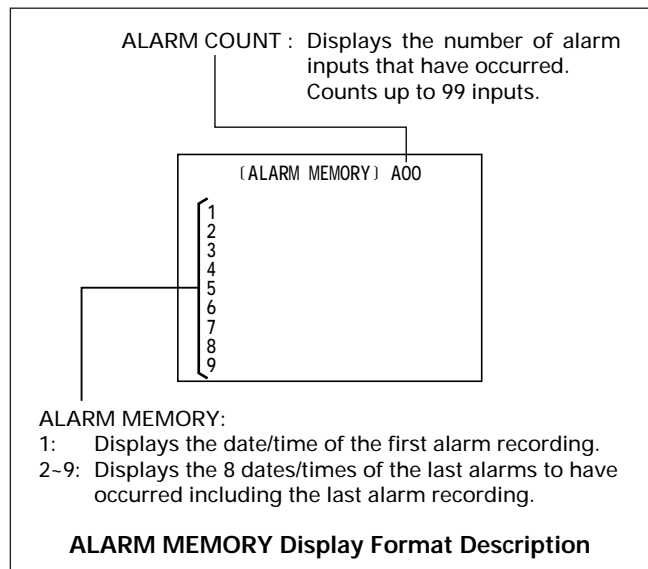 ALARM COUNT : Displays the number of alarm
inputs that have occurred.
Counts up to 99 inputs.
(ALARM MEMORY) A00
1
2
3
4
5
6
7
8
9
ALARM MEMORY:
1: Displays the date/time of the first alarm recording.
2~9: Displays the 8 dates/times of the last alarms to have
occurred including the last alarm recording.
ALARM MEMORY Display Format Description